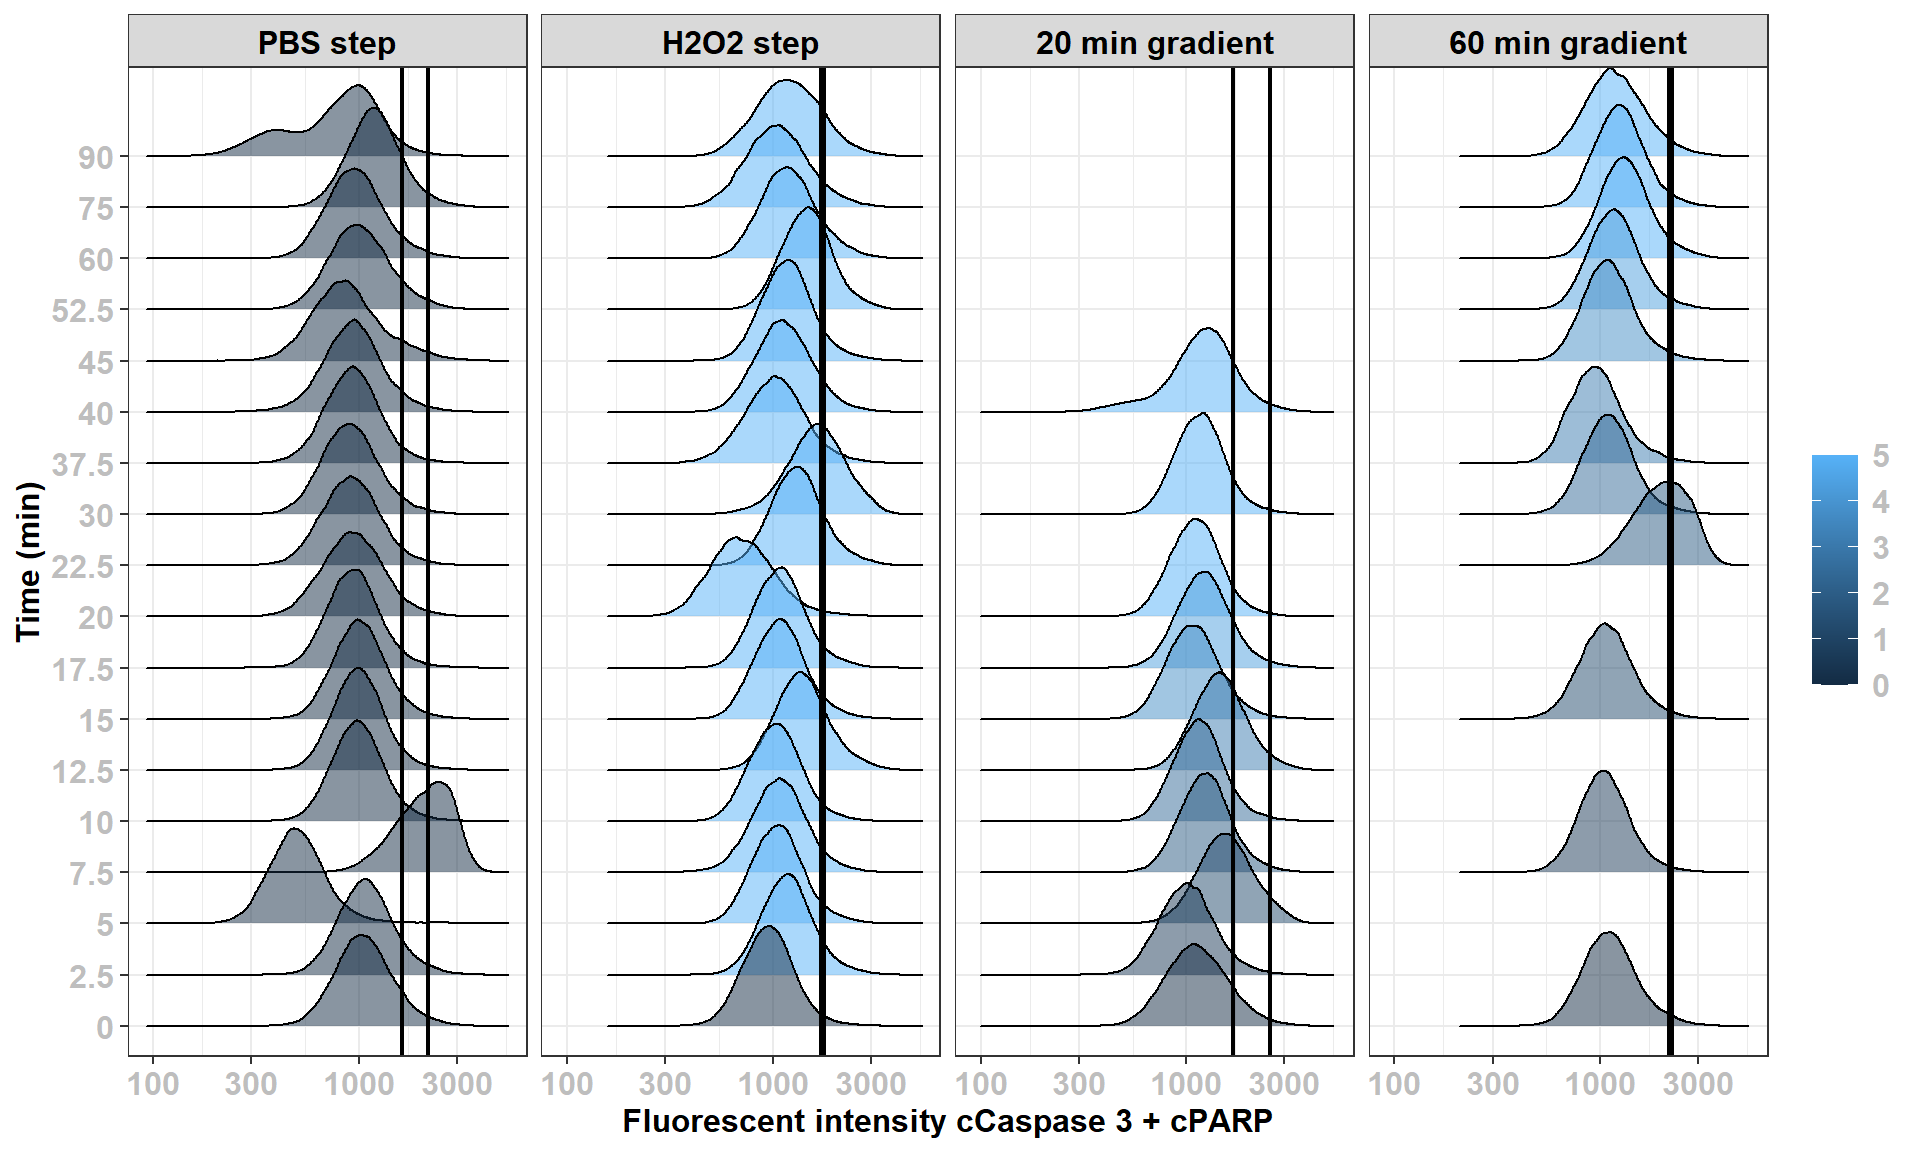 PBS step
H2O2 step
20 min gradient
60 min gradient
Time (min)
90
75
60
52.5
45
40
37.5
30
22.5
20
17.5
15
12.5
10
7.5
5
2.5
0
100 300 1000 3000
100 300 1000 3000
100 300 1000 3000
100 300 1000 3000
Fluorescent intensity cCaspase 3 + cPARP
5
4
3
2
1
0